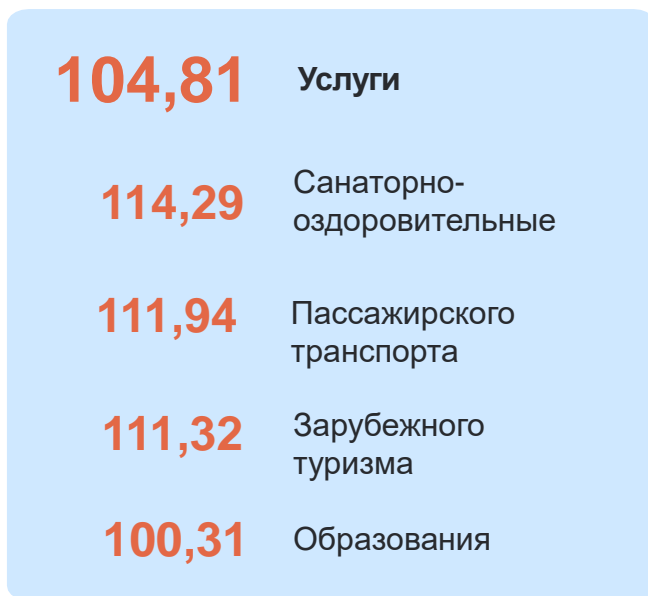 104,81 Услуги
114,29 Санаторно-
оздоровительные
111,94 Пассажирского
транспорта
111,32 Зарубежного
туризма
100,31 Образования